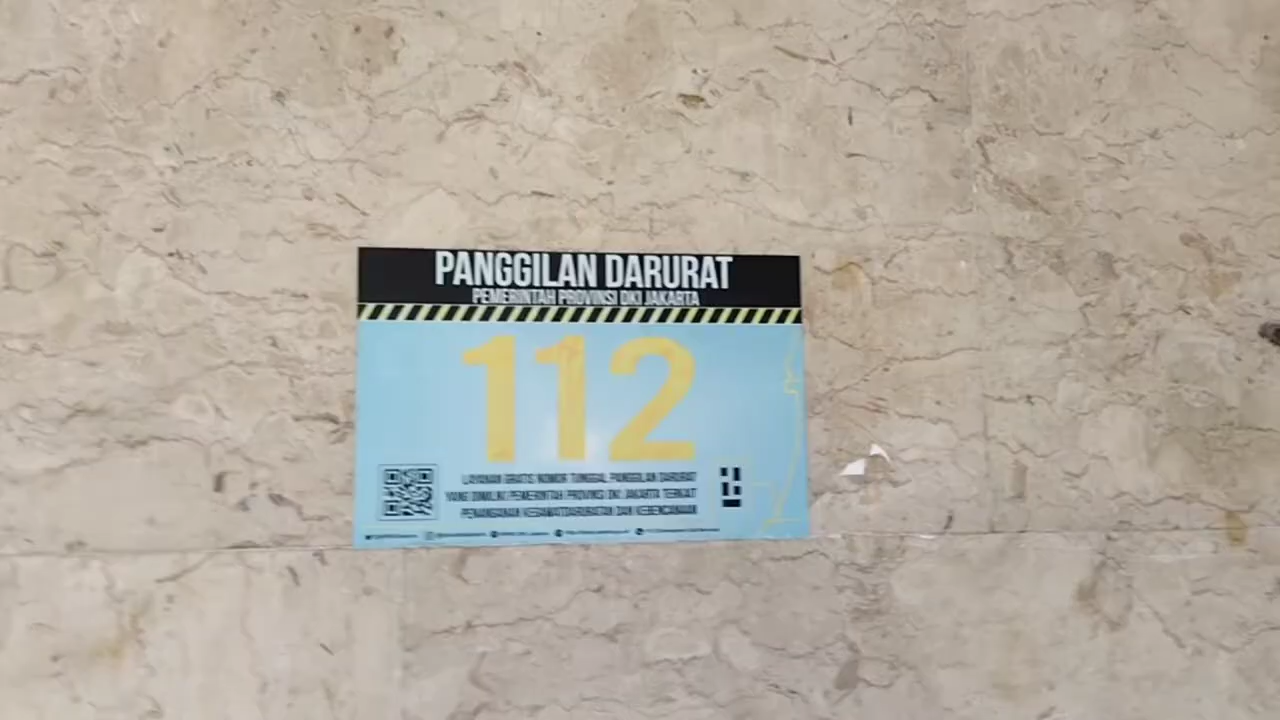 PANGGILAN DARURAT
PEMERINTAH PROVINSI DKI JAKARTA
112
LAYANAN GRATIS NOMOR TUNGGAL PANGGILAN DARURAT
YANG DIMILIKI PEMERINTAH PROVINSI DKI JAKARTA TERKAIT
PENANGANAN KEGAWATDARURATAN DAN KEBENCANAAN